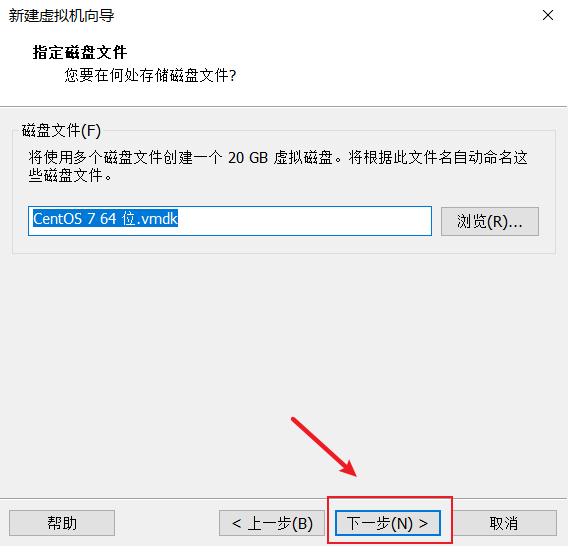 新建虚拟机向导
指定磁盘文件
您要在何处存储磁盘文件?
磁盘文件(F)
将使用多个磁盘文件创建一个 20 GB 虚拟磁盘。将根据此文件名自动命名这
些磁盘文件。
CentOS 7 64 位.vmdk
浏览(R)...
帮助
< 上一步(B)
下一步(N) >
取消